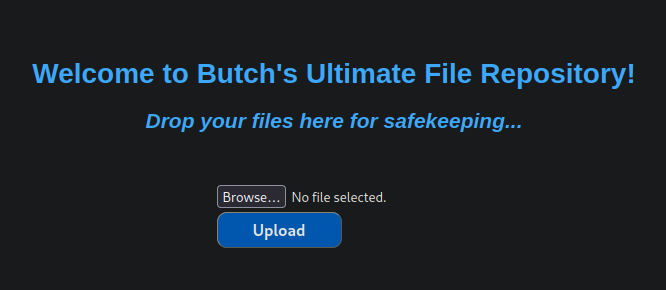 Welcome to Butch's Ultimate File Repository!
Drop your files here for safekeeping...
Browse... No file selected.
Upload